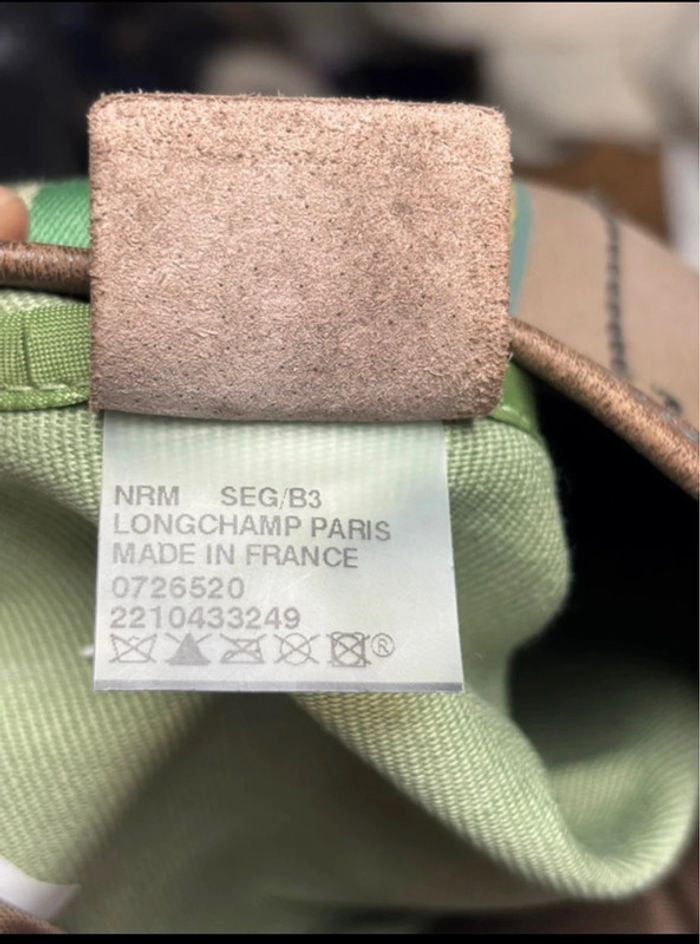 NRM SEG/B3
LONGCHAMP PARIS
MADE IN FRANCE
0726520
2210433249
®